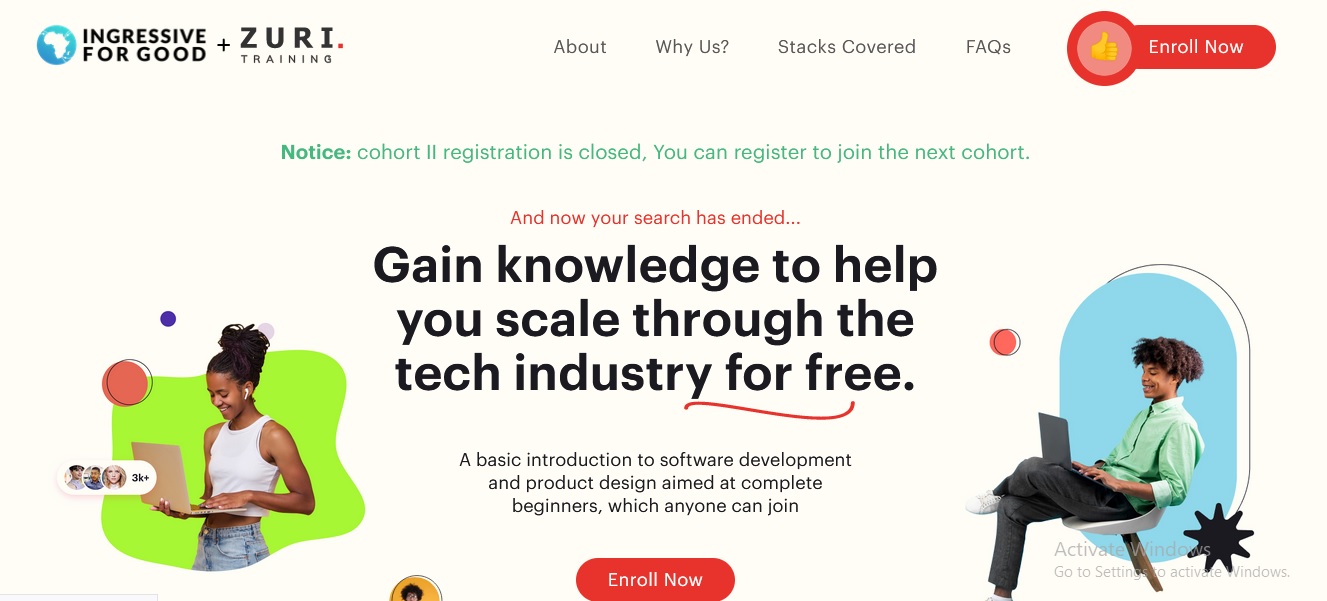 INGRESSIVE
FOR GOOD
+
ZURI.
TRAINING
About
Why Us?
Stacks Covered
FAQs
Enroll Now
Notice: cohort II registration is closed, You can register to join the next cohort.
And now your search has ended...
Gain knowledge to help
you scale through the
tech industry for free.
3k+
A basic introduction to software development
and product design aimed at complete
beginners, which anyone can join
Enroll Now
Activate Windows
Go to Settings to activate Windows.